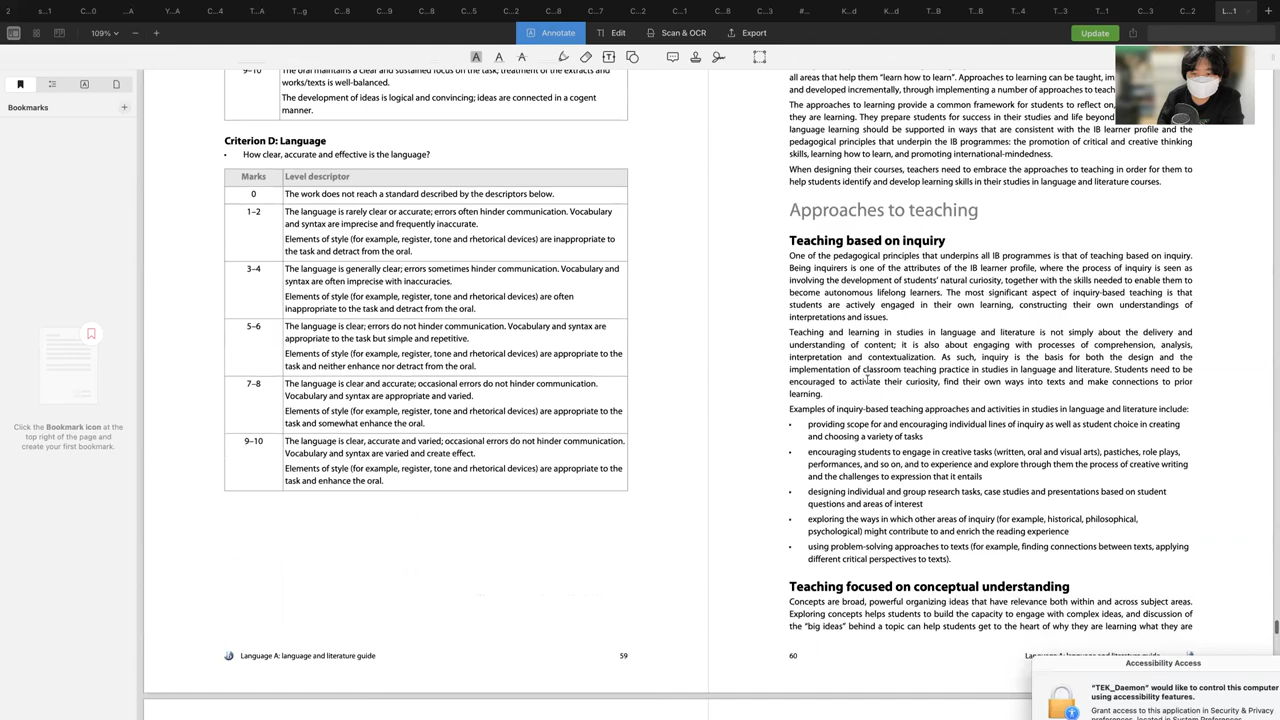 2
S...s
C...0
...A
Y...A
C...C
C...1
C...C
C...C
C...3
#...
K...d
K...d
K...0
E...d
T...1
C...1
C...3
C...2
L...1
109%
Annotate
Edit
Scan & OCR
Export
Update
Bookmarks
Click the Bookmark icon at the
top right of the page and
create your first bookmark.
9–10
The oral maintains a clear and sustained focus on the task; treatment of the extracts and
works/texts is well-balanced.
The development of ideas is logical and convincing; ideas are connected in a cogent
manner.
Criterion D: Language
• How clear, accurate and effective is the language?
Marks Level descriptor
0 The work does not reach a standard described by the descriptors below.
1–2 The language is rarely clear or accurate; errors often hinder communication. Vocabulary
and syntax are imprecise and frequently inaccurate.
Elements of style (for example, register, tone and rhetorical devices) are inappropriate to
the task and detract from the oral.
3–4 The language is generally clear; errors sometimes hinder communication. Vocabulary and
syntax are often imprecise with inaccuracies.
Elements of style (for example, register, tone and rhetorical devices) are often
inappropriate to the task and detract from the oral.
5–6 The language is clear; errors do not hinder communication. Vocabulary and syntax are
appropriate to the task but simple and repetitive.
Elements of style (for example, register, tone and rhetorical devices) are appropriate to the
task and neither enhance nor detract from the oral.
7–8 The language is clear and accurate; occasional errors do not hinder communication.
Vocabulary and syntax are appropriate and varied.
Elements of style (for example, register, tone and rhetorical devices) are appropriate to the
task and somewhat enhance the oral.
9–10 The language is clear, accurate and varied; occasional errors do not hinder communication.
Vocabulary and syntax are varied and create effect.
Elements of style (for example, register, tone and rhetorical devices) are appropriate to the
task and enhance the oral.
Language A: language and literature guide 59
all areas that help them “learn how to learn”. Approaches to learning can be taught, im
and developed incrementally, through implementing a number of approaches to teach
The approaches to learning provide a common framework for students to reflect on,
they are learning. They prepare students for success in their studies and life beyond
language learning should be supported in ways that are consistent with the IB learner profile and the
pedagogical principles that underpin the IB programmes: the promotion of critical and creative thinking
skills, learning how to learn, and promoting international-mindedness.
When designing their courses, teachers need to embrace the approaches to teaching in order for them to
help students identify and develop learning skills in their studies in language and literature courses.
Approaches to teaching
Teaching based on inquiry
One of the pedagogical principles that underpins all IB programmes is that of teaching based on inquiry.
Being inquirers is one of the attributes of the IB learner profile, where the process of inquiry is seen as
involving the development of students’ natural curiosity, together with the skills needed to enable them to
become autonomous lifelong learners. The most significant aspect of inquiry-based teaching is that
students are actively engaged in their own learning, constructing their own understandings of
interpretations and issues.
Teaching and learning in studies in language and literature is not simply about the delivery and
understanding of content; it is also about engaging with processes of comprehension, analysis,
interpretation and contextualization. As such, inquiry is the basis for both the design and the
implementation of classroom teaching practice in studies in language and literature. Students need to be
encouraged to activate their curiosity, find their own ways into texts and make connections to prior
learning.
Examples of inquiry-based teaching approaches and activities in studies in language and literature include:
• providing scope for and encouraging individual lines of inquiry as well as student choice in creating
and choosing a variety of tasks
• encouraging students to engage in creative tasks (written, oral and visual arts), pastiches, role plays,
performances, and so on, and to experience and explore through them the process of creative writing
and the challenges to expression that it entails
• designing individual and group research tasks, case studies and presentations based on student
questions and areas of interest
• exploring the ways in which other areas of inquiry (for example, historical, philosophical,
psychological) might contribute to and enrich the reading experience
• using problem-solving approaches to texts (for example, finding connections between texts, applying
different critical perspectives to texts).
Teaching focused on conceptual understanding
Concepts are broad, powerful organizing ideas that have relevance both within and across subject areas.
Exploring concepts helps students to build the capacity to engage with complex ideas, and discussion of
the “big ideas” behind a topic can help students get to the heart of why they are learning what they are
60 Language A: language and literature guide
Accessibility Access
“TEK_Daemon” would like to control this computer
using accessibility features.
Grant access to this application in Security & Privacy
preferences, located in System Preferences.